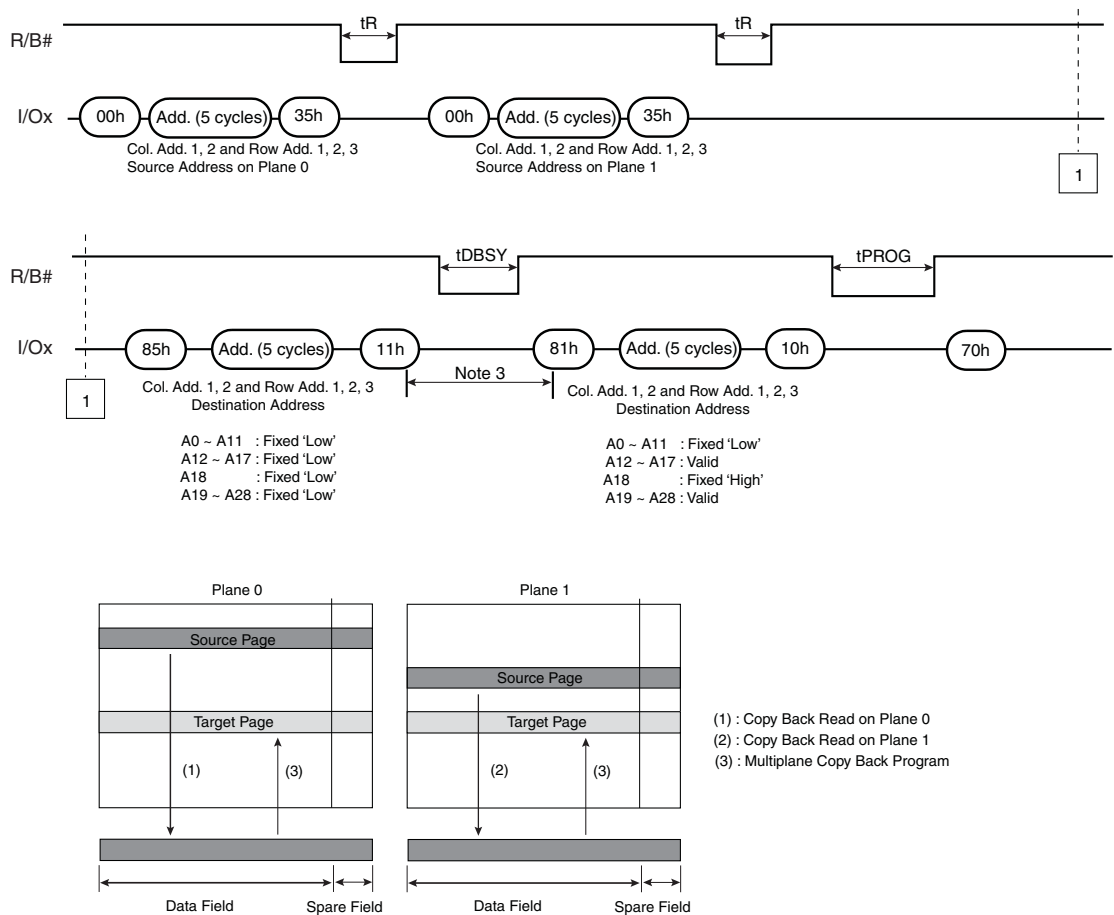 tR tR
R/B#
I/Ox 00h Add. (5 cycles) 35h 00h Add. (5 cycles) 35h
Col. Add. 1, 2 and Row Add. 1, 2, 3 Col. Add. 1, 2 and Row Add. 1, 2, 3
Source Address on Plane 0 Source Address on Plane 1
1
tDBSY tPROG
R/B#
I/Ox 85h Add. (5 cycles) 11h 81h Add. (5 cycles) 10h 70h
Note 3
1
Col. Add. 1, 2 and Row Add. 1, 2, 3
Destination Address
A0 ~ A11 : Fixed ‘Low’
A12 ~ A17 : Fixed ‘Low’
A18 : Fixed ‘Low’
A19 ~ A28 : Fixed ‘Low’
Col. Add. 1, 2 and Row Add. 1, 2, 3
Destination Address
A0 ~ A11 : Fixed ‘Low’
A12 ~ A17 : Valid
A18 : Fixed ‘High’
A19 ~ A28 : Valid
Plane 0 Plane 1
Source Page
Source Page
Target Page Target Page
(1) (3) (2) (3)
(1) : Copy Back Read on Plane 0
(2) : Copy Back Read on Plane 1
(3) : Multiplane Copy Back Program
Data Field Spare Field Data Field Spare Field